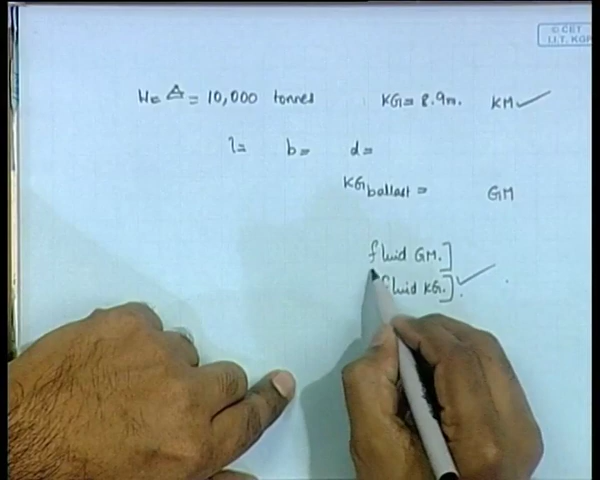 W= Δ = 10,000 tonnes KG= 8.9m. KM ✓
l= b= d=
KG ballast = GM
fluid GM.]
[fluid KG.] ✓
© CET
I.I.T. KGP